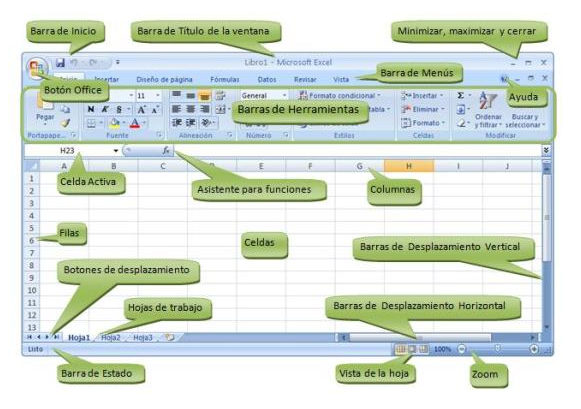 Barra de Inicio
Barra de Título de la ventana
Minimizar, maximizar y cerrar
Libro1 - Microsoft Excel
Inicio Insertar Diseño de página Fórmulas Datos Revisar Vista
Barra de Menús
Botón Office
Ayuda
11 General Formato condicional Insertar Σ
Barras de Herramientas
tabla Eliminar
Pegar N K S A A Formato Ordenar y filtrar Buscar y seleccionar
Portapape... Fuente Alineación Número Estilos Celdas Modificar
H23 fx
A B C E F G H I J
Celda Activa
Asistente para funciones
Columnas
1
2
3
4
5
6
7
8
9
10
11
12
13
Filas
Celdas
Barras de Desplazamiento Vertical
Botones de desplazamiento
Hojas de trabajo
Barras de Desplazamiento Horizontal
Hoja1 Hoja2 Hoja3
Listo 100%
Barra de Estado
Vista de la hoja
Zoom